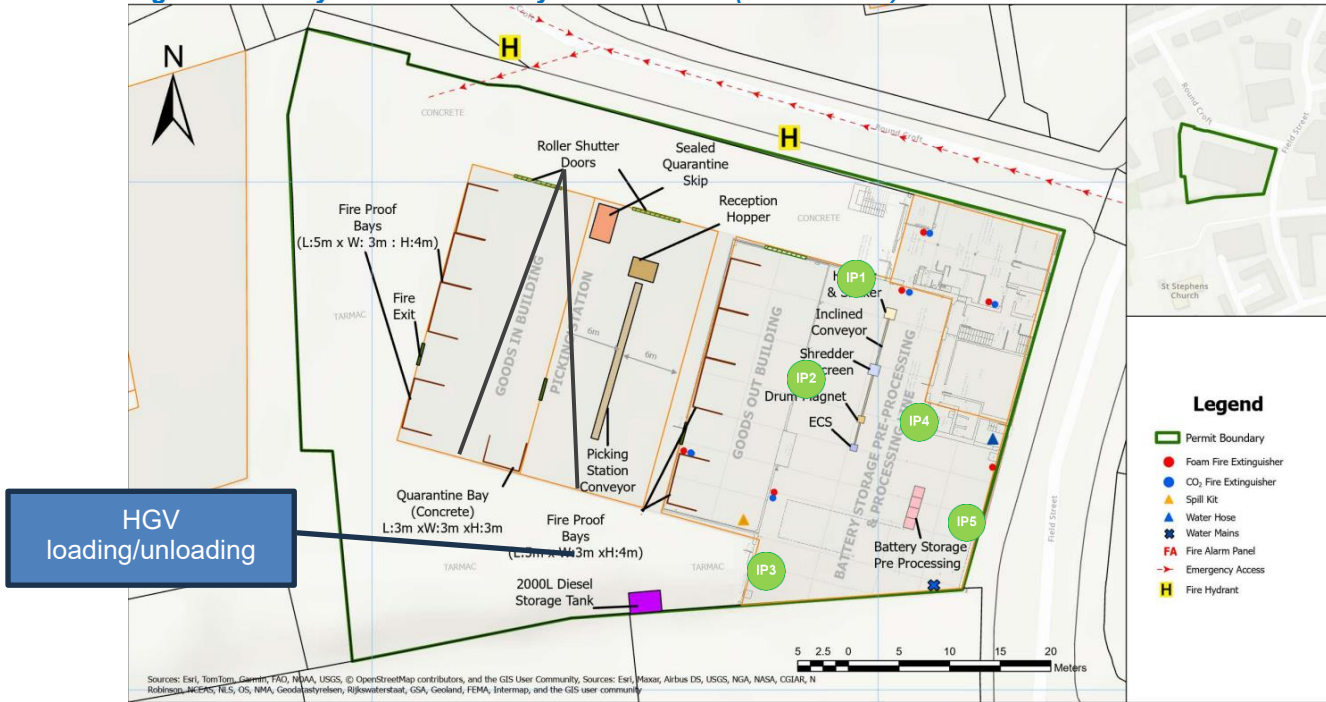 N
H
H
CONCRETE
Round Croft
Roller Shutter
Doors
Sealed
Quarantine
Skip
Reception
Hopper
Fire Proof
Bays
(L:5m x W: 3m : H:4m)
CONCRETE
TARMAC
Fire
Exit
GOODS IN BUILDING
PICKING STATION
6m
6m
GOODS OUT BUILDING
IP1
& Shaker
Inclined
Conveyor
Shredder
Screen
IP2
Drum Magnet
ECS
IP4
BATTERY STORAGE PRE-PROCESSING
& PROCESSING LINE
Picking
Station
Conveyor
Quarantine Bay
(Concrete)
L:3m xW:3m xH:3m
Fire Proof
Bays
(L:5m x W:3m xH:4m)
HGV
loading/unloading
TARMAC
TARMAC
2000L Diesel
Storage Tank
IP3
IP5
Battery Storage
Pre Processing
Field Street
5 2.5 0 5 10 15 20
Meters
Sources: Esri, TomTom, Garmin, FAO, NOAA, USGS, © OpenStreetMap contributors, and the GIS User Community, Sources: Esri, Maxar, Airbus DS, USGS, NGA, NASA, CGIAR, N
Robinson, NCEAS, NLS, OS, NMA, Geodatastyrelsen, Rijkswaterstaat, GSA, Geoland, FEMA, Intermap, and the GIS user community
Round Croft
Field Street
St Stephens
Church
Legend
Permit Boundary
Foam Fire Extinguisher
CO₂ Fire Extinguisher
Spill Kit
Water Hose
Water Mains
FA Fire Alarm Panel
Emergency Access
H Fire Hydrant